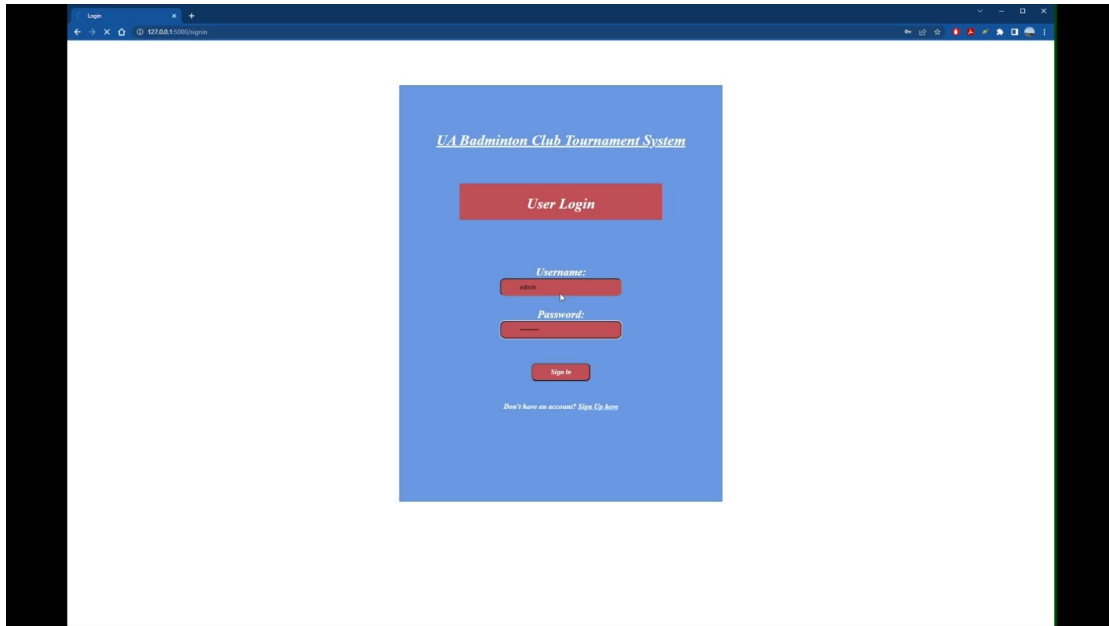 Login
127.0.0.1:5000/signin
UA Badminton Club Tournament System
User Login
Username:
admin
Password:
Sign In
Don't have an account? Sign Up here